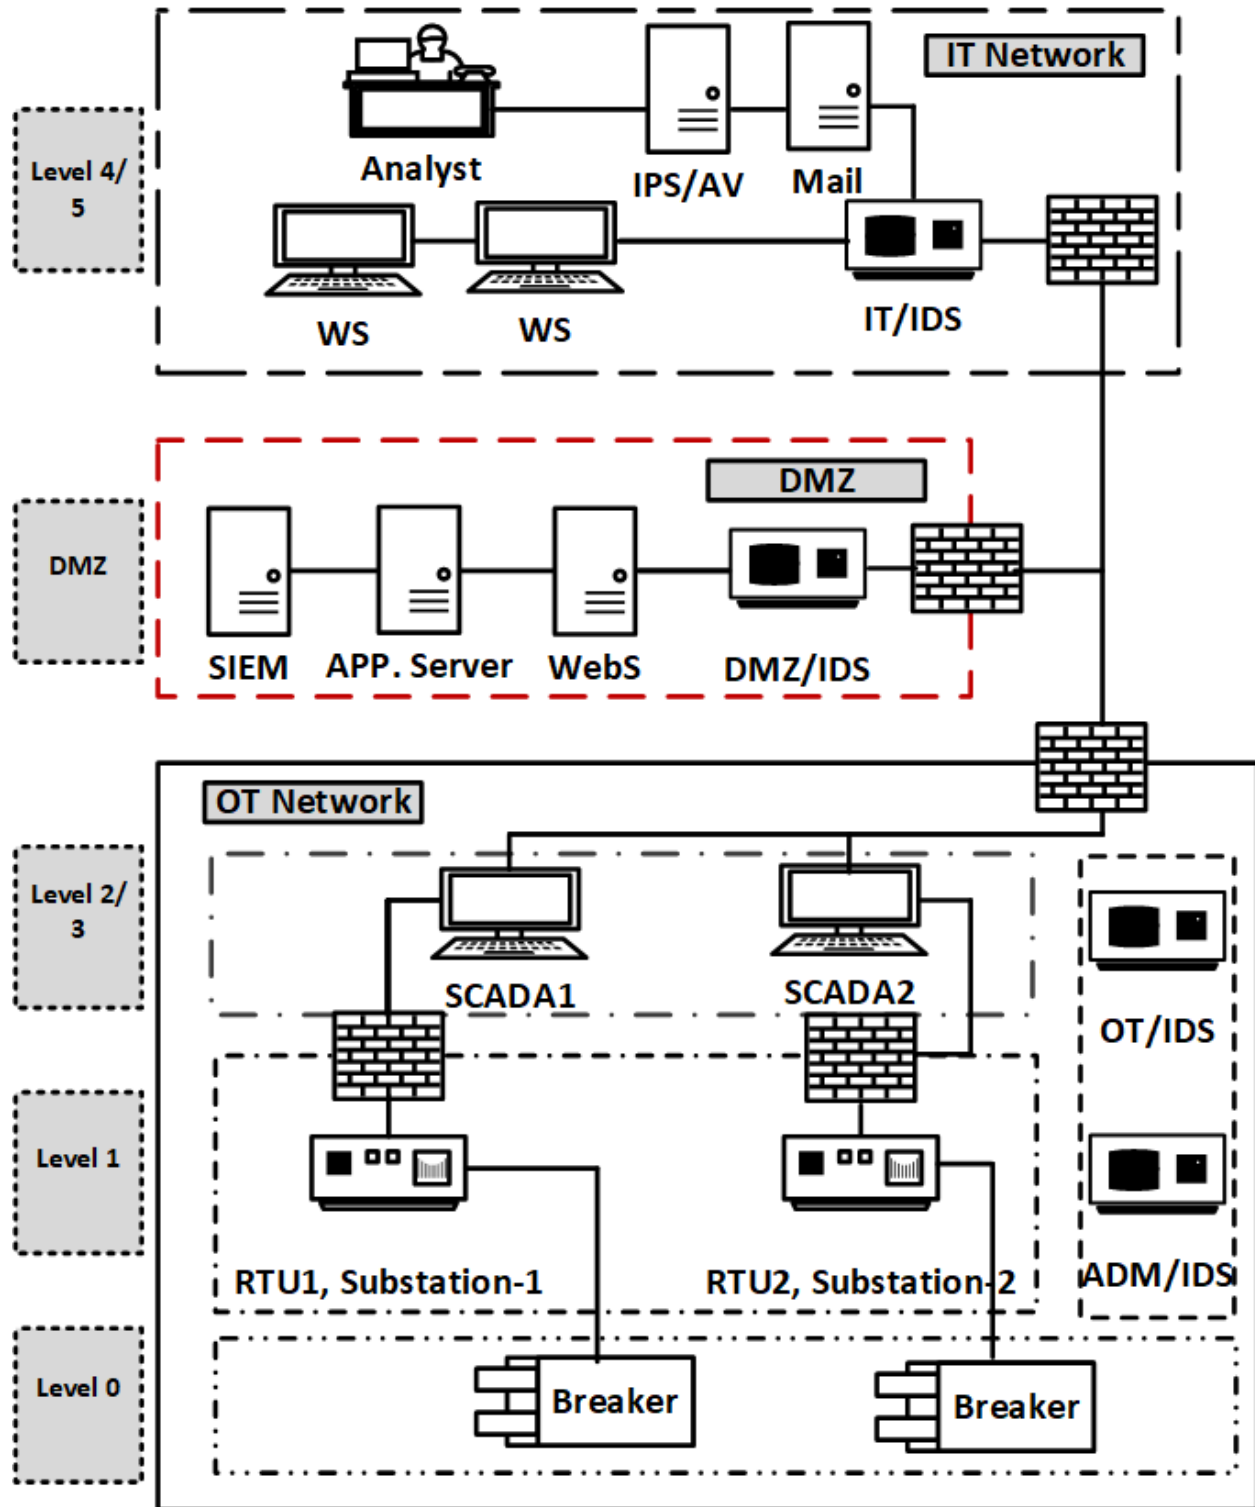 IT Network
Analyst
IPS/AV
Mail
Level 4/
5
WS
WS
IT/IDS
DMZ
DMZ
SIEM
APP. Server
WebS
DMZ/IDS
OT Network
Level 2/
3
SCADA1
SCADA2
OT/IDS
Level 1
RTU1, Substation-1
RTU2, Substation-2
ADM/IDS
Level 0
Breaker
Breaker